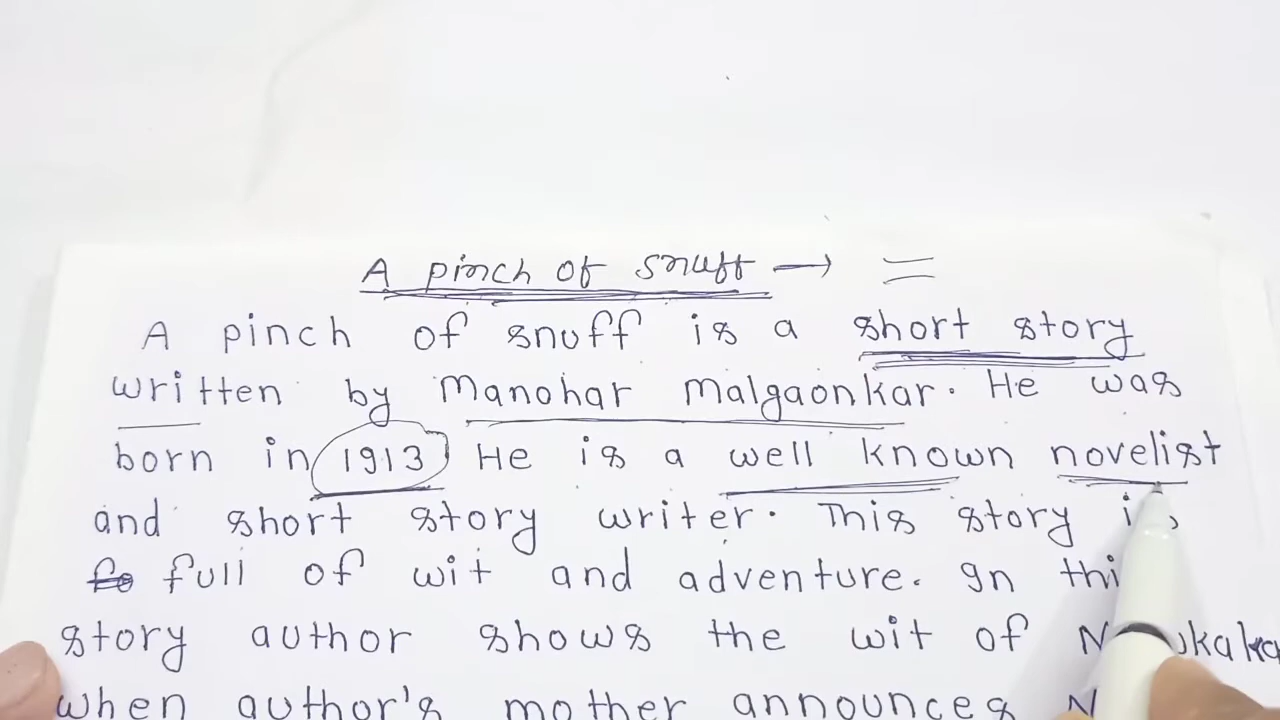 A pinch of snuff → =
A pinch of snuff is a short story
written by Manohar Malgaonkar. He was
born in 1913 He is a well known novelist
and short story writer. This story
full of wit and adventure. In
story author shows the wit of
when author's mother announces